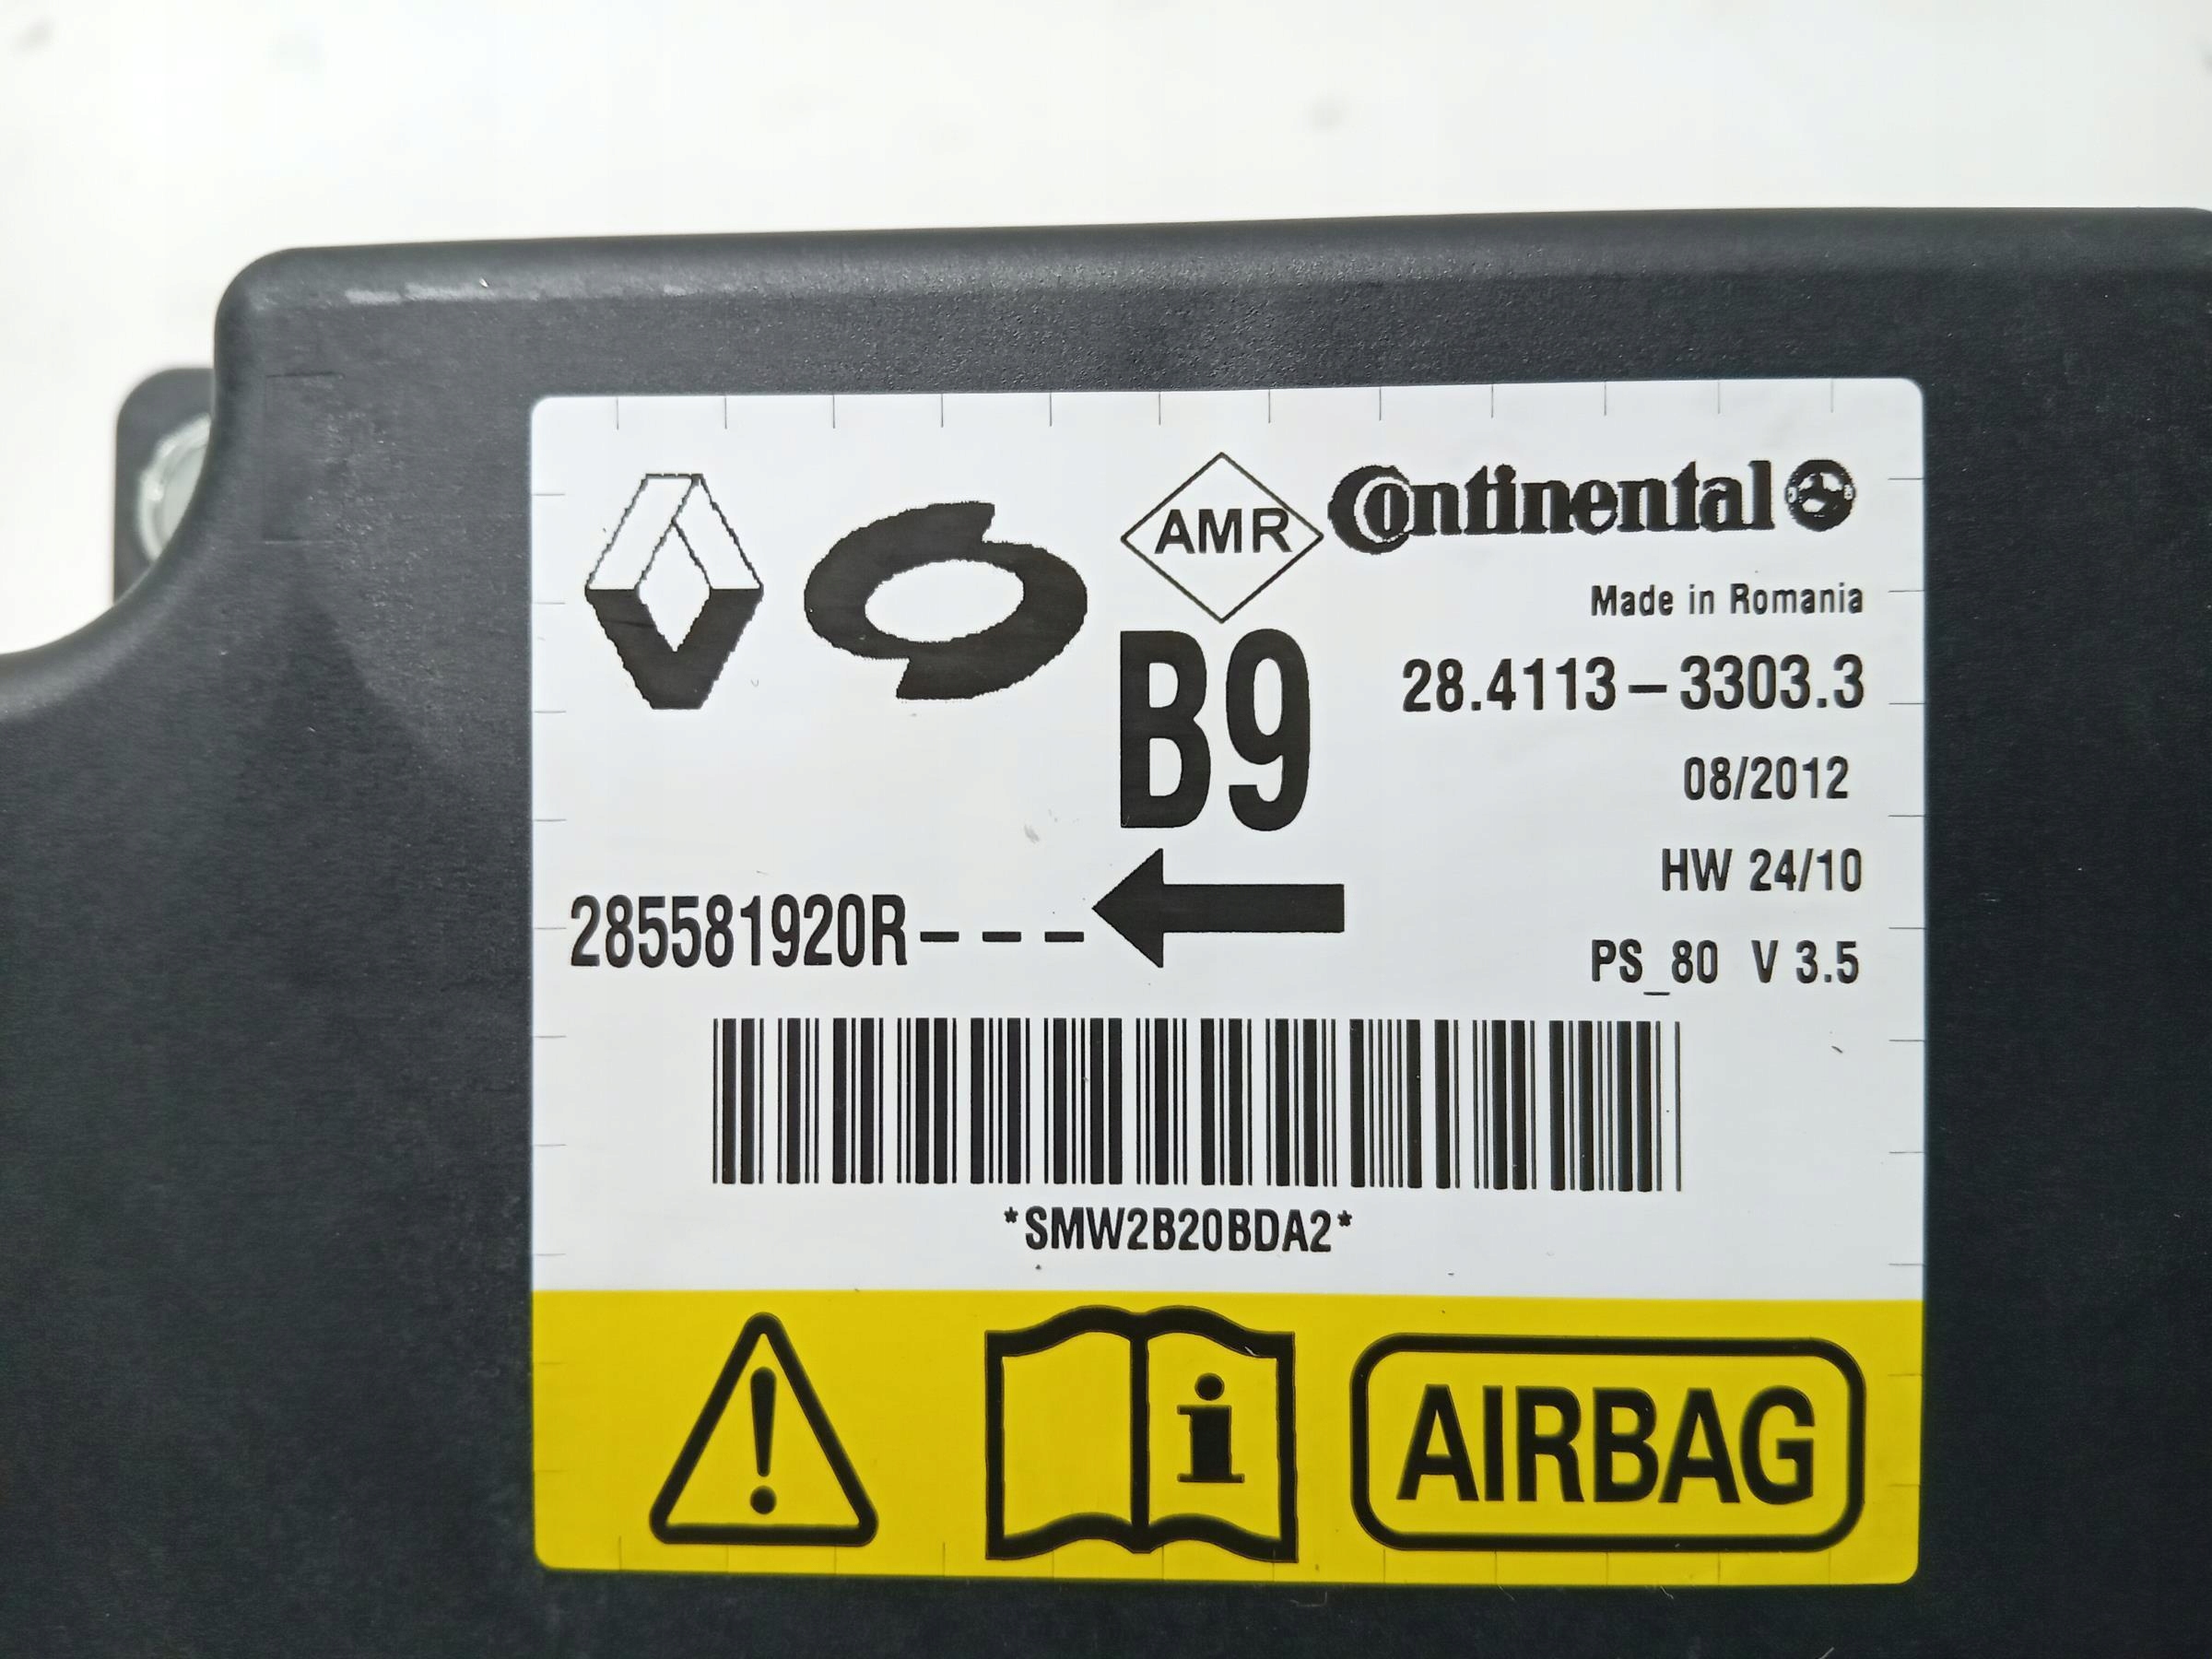 AMR
Continental
Made in Romania
B9
28.4113-3303.3
08/2012
HW 24/10
285581920R---
PS_80 V 3.5
*SMW2B20BDA2*
i
AIRBAG